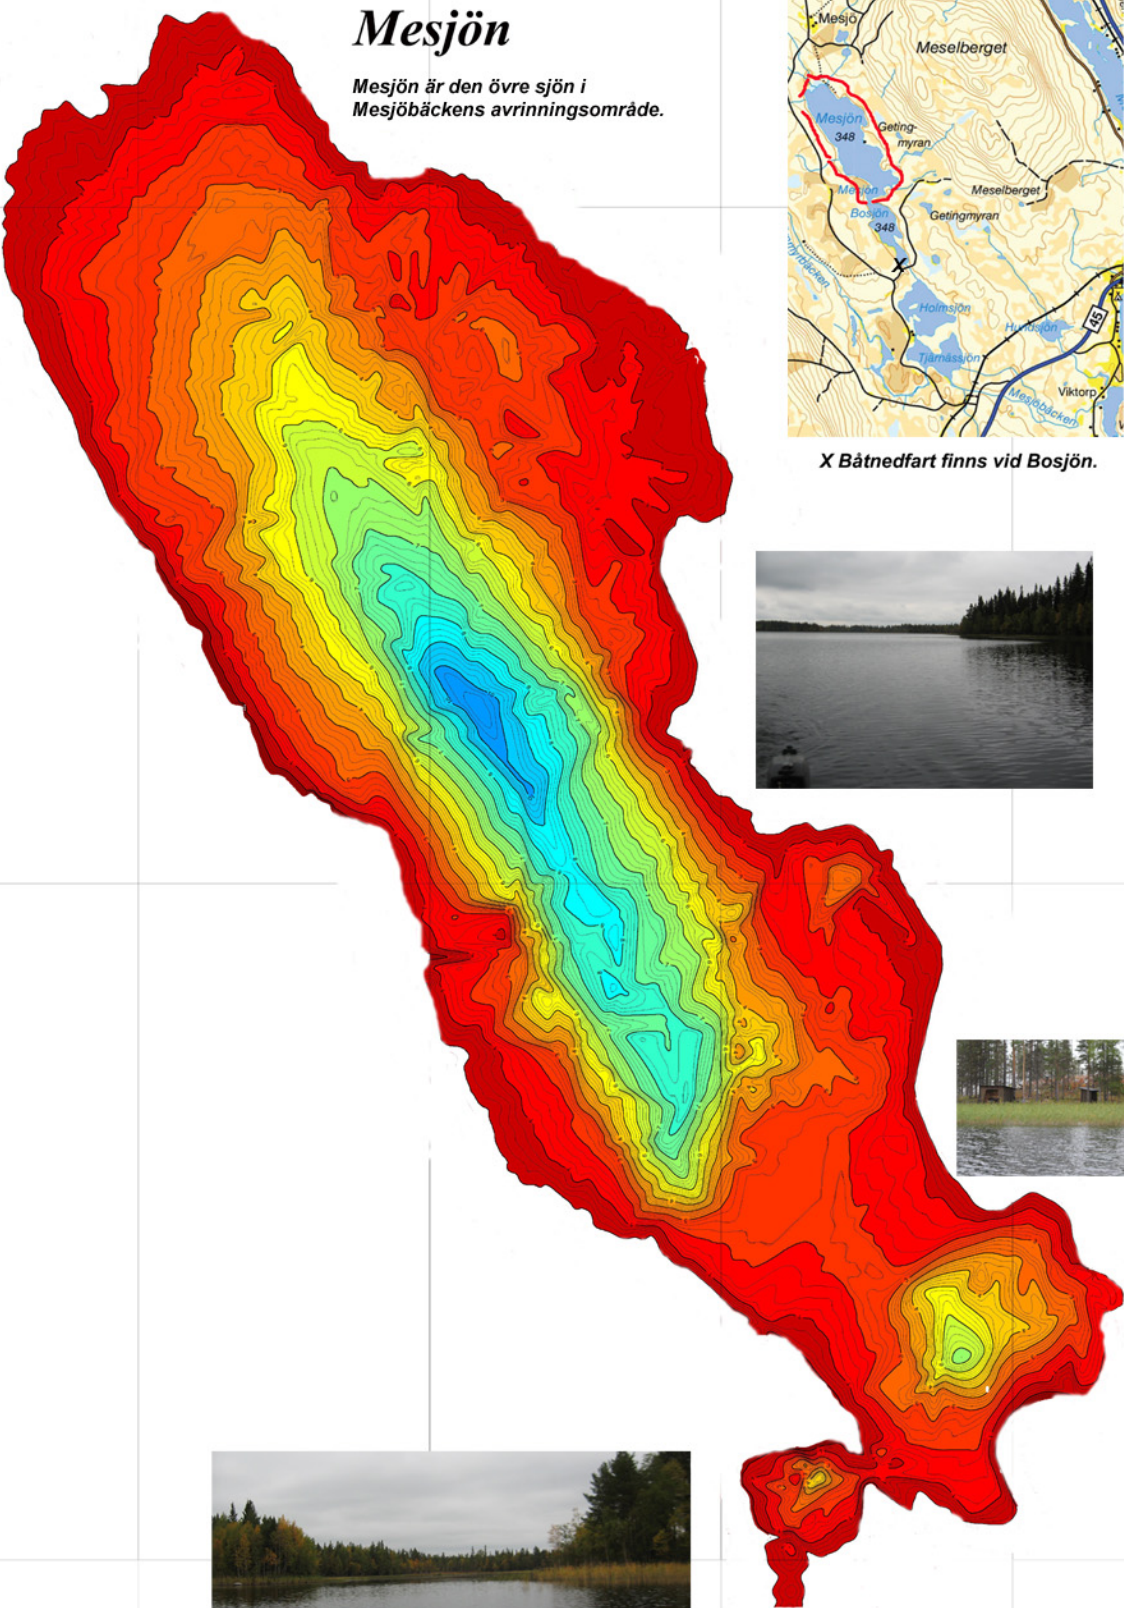 Mesjön
Mesjön är den övre sjön i
Mesjöbäckens avrinningsområde.
Mesjö
Meselberget
Mesjön
348
Geting-
myran
Mesjön
Meselberget
Bosjön
348
Getingmyran
X
Holmsjön
45
Tjärnässjön
Viktorp
Mesjöbäcken
X Båtnedfart finns vid Bosjön.